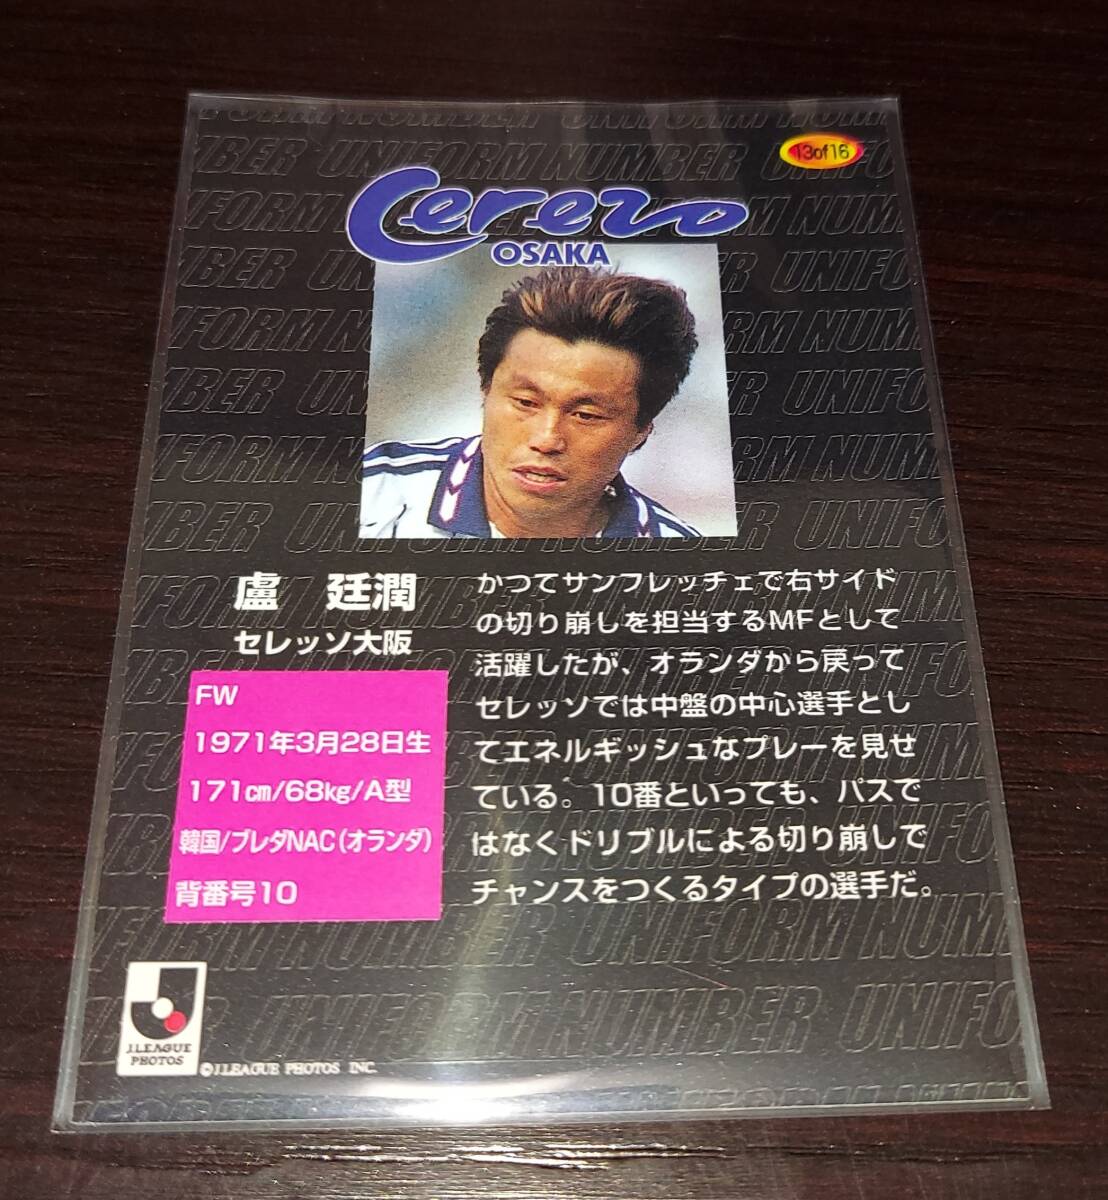 13of16
Cerezo
OSAKA
盧 廷潤
セレッソ大阪
FW
1971年3月28日生
171㎝/68㎏/A型
韓国/ブレダNAC(オランダ)
背番号10
かつてサンフレッチェで右サイド
の切り崩しを担当するMFとして
活躍したが、オランダから戻って
セレッソでは中盤の中心選手とし
てエネルギッシュなプレーを見せ
ている。10番といっても、パスで
はなくドリブルによる切り崩しで
チャンスをつくるタイプの選手だ。
J.LEAGUE
PHOTOS
©J.LEAGUE PHOTOS INC.
UNIFORM NUMBER